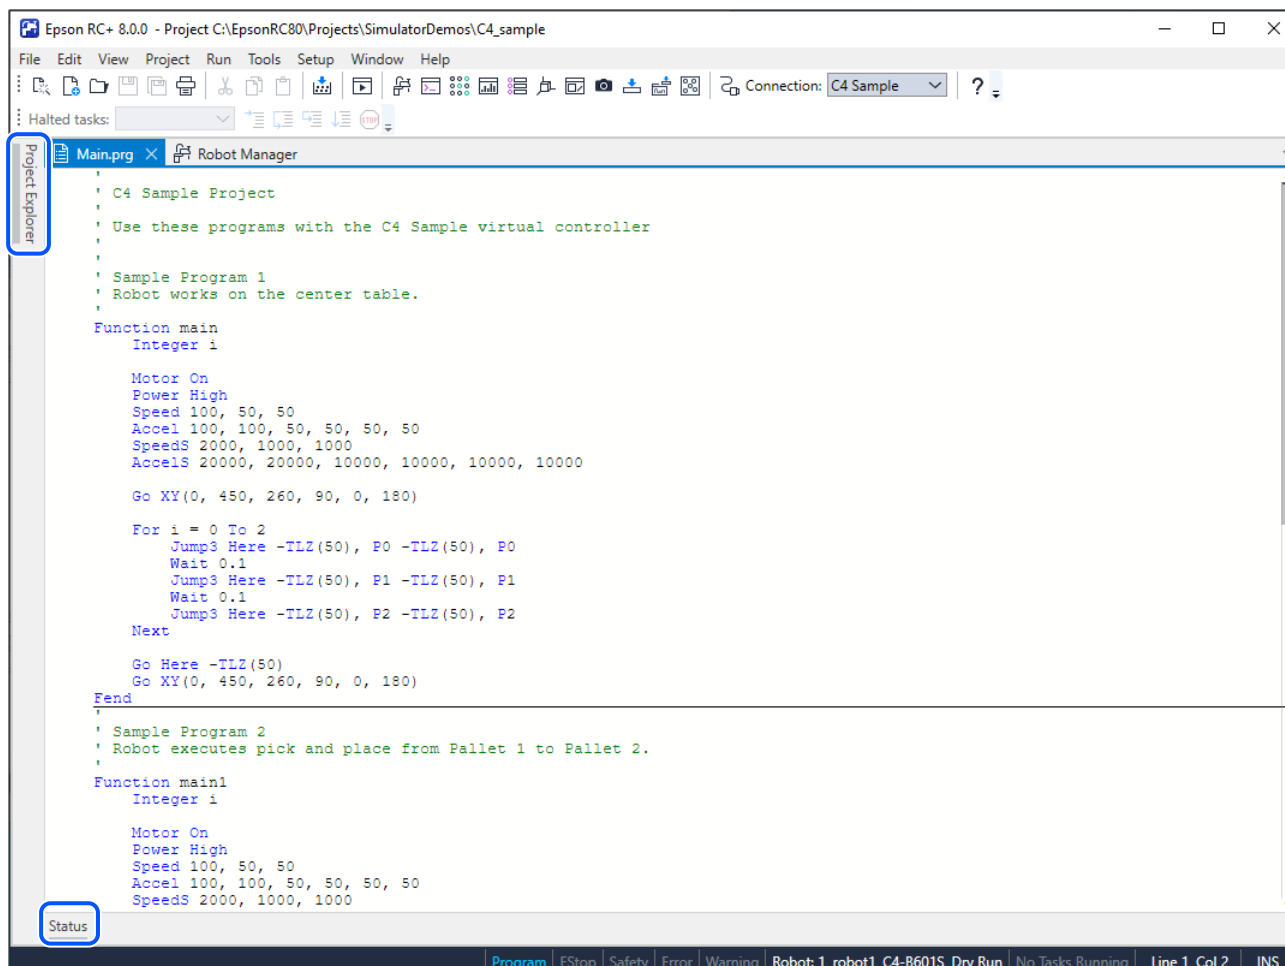 Epson RC+ 8.0.0 - Project C:\EpsonRC80\Projects\SimulatorDemos\C4_sample
File Edit View Project Run Tools Setup Window Help
Connection: C4 Sample ?
Halted tasks: STOP
Project Explorer
Main.prg Robot Manager
'
' C4 Sample Project
'
' Use these programs with the C4 Sample virtual controller
'
'
' Sample Program 1
' Robot works on the center table.
'
Function main
Integer i
Motor On
Power High
Speed 100, 50, 50
Accel 100, 100, 50, 50, 50, 50
SpeedS 2000, 1000, 1000
AccelS 20000, 20000, 10000, 10000, 10000, 10000
Go XY(0, 450, 260, 90, 0, 180)
For i = 0 To 2
Jump3 Here -TLZ(50), P0 -TLZ(50), P0
Wait 0.1
Jump3 Here -TLZ(50), P1 -TLZ(50), P1
Wait 0.1
Jump3 Here -TLZ(50), P2 -TLZ(50), P2
Next
Go Here -TLZ(50)
Go XY(0, 450, 260, 90, 0, 180)
Fend
'
' Sample Program 2
' Robot executes pick and place from Pallet 1 to Pallet 2.
'
Function main1
Integer i
Motor On
Power High
Speed 100, 50, 50
Accel 100, 100, 50, 50, 50, 50
SpeedS 2000, 1000, 1000
Status
Program EStop Safety Error Warning Robot: 1, robot1, C4-B601S, Dry Run No Tasks Running Line 1, Col 2 INS